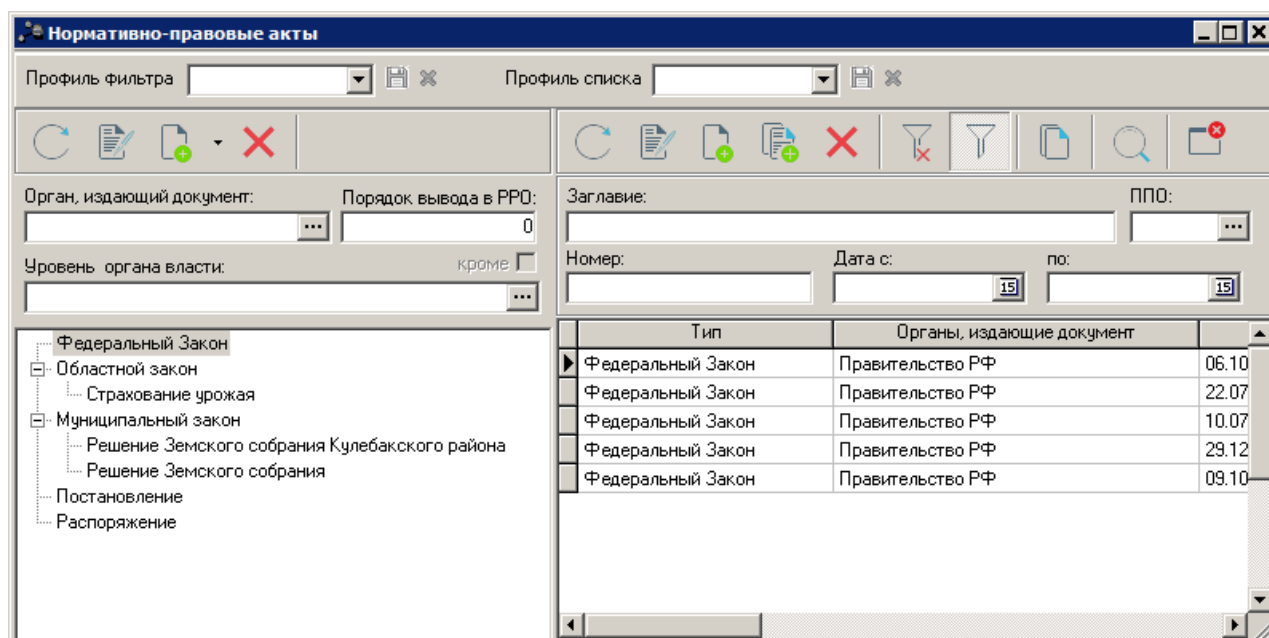 Нормативно-правовые акты
Профиль фильтра
Профиль списка
Орган, издающий документ:
Порядок вывода в РРО:
0
Уровень органа власти:
кроме
Федеральный Закон
Областной закон
Страхование урожая
Муниципальный закон
Решение Земского собрания Кулебакского района
Решение Земского собрания
Постановление
Распоряжение
Заглавие:
ППО:
Номер:
Дата с:
по:
15
15
Тип Органы, издающие документ
Федеральный Закон Правительство РФ 06.10
Федеральный Закон Правительство РФ 22.07
Федеральный Закон Правительство РФ 10.07
Федеральный Закон Правительство РФ 29.12
Федеральный Закон Правительство РФ 09.10